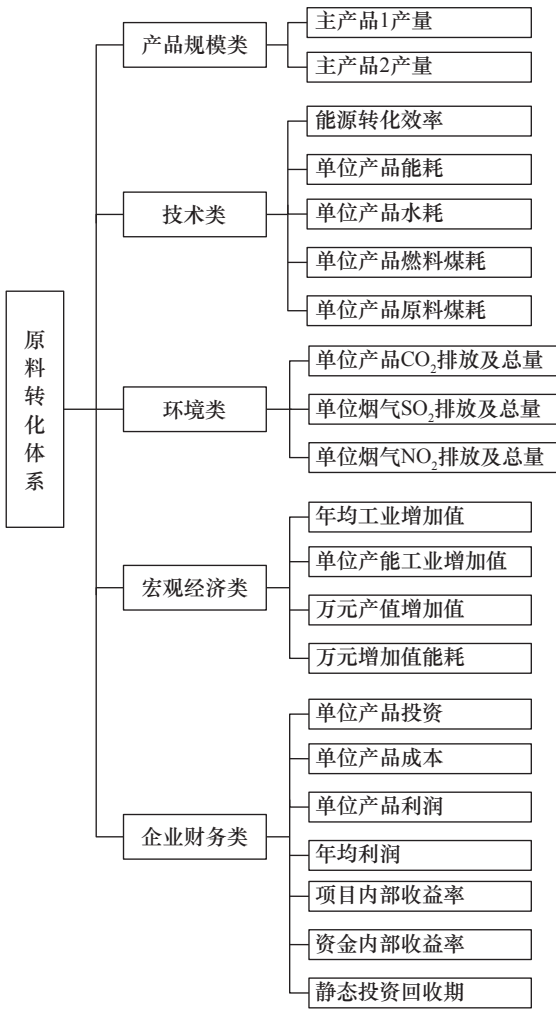 原料转化体系
产品规模类
主产品1产量
主产品2产量
技术类
能源转化效率
单位产品能耗
单位产品水耗
单位产品燃料煤耗
单位产品原料煤耗
环境类
单位产品CO₂排放及总量
单位烟气SO₂排放及总量
单位烟气NO₂排放及总量
宏观经济类
年均工业增加值
单位产能工业增加值
万元产值增加值
万元增加值能耗
企业财务类
单位产品投资
单位产品成本
单位产品利润
年均利润
项目内部收益率
资金内部收益率
静态投资回收期